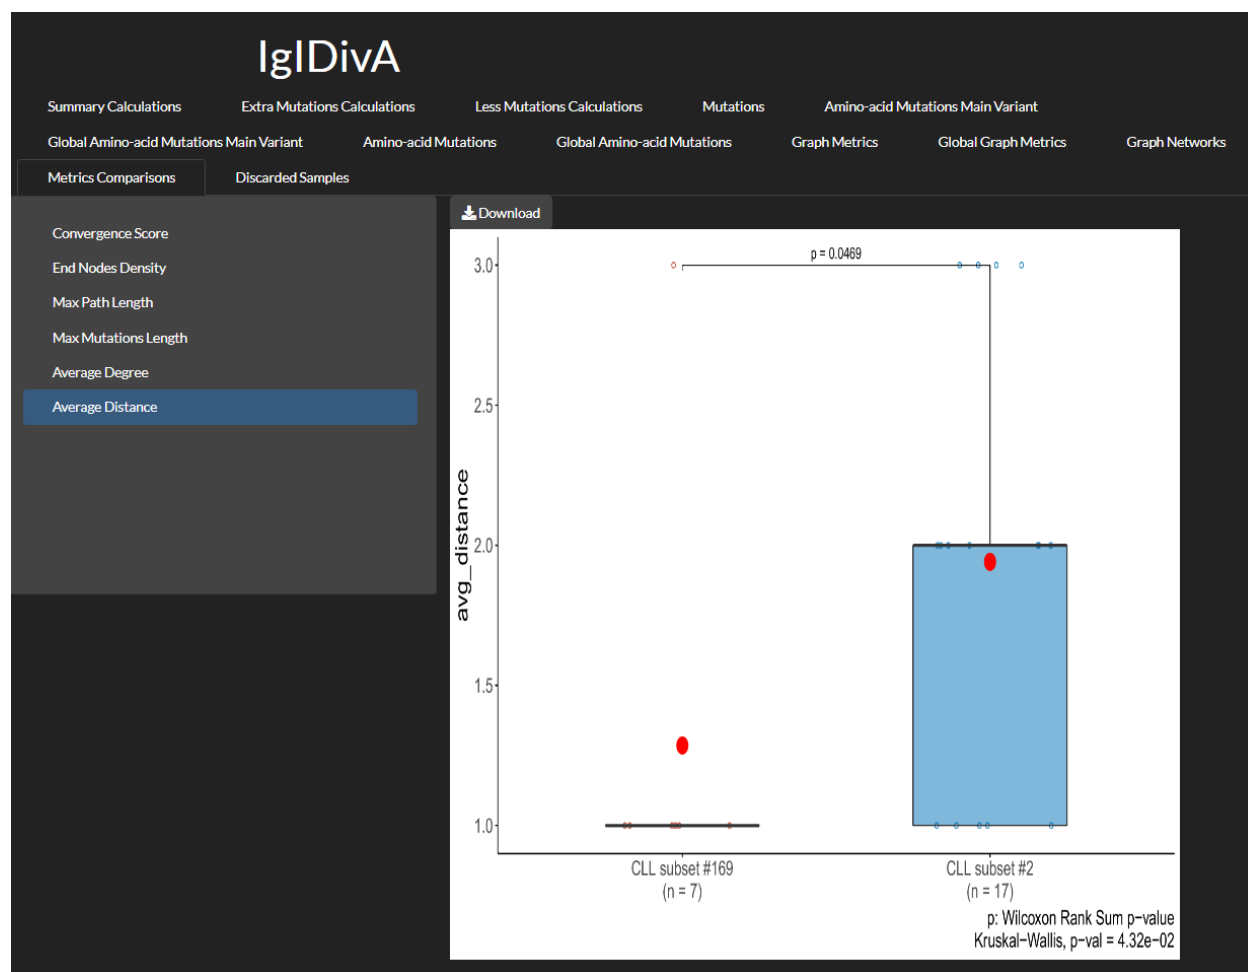 IgIDivA
Summary Calculations Extra Mutations Calculations Less Mutations Calculations Mutations Amino-acid Mutations Main Variant
Global Amino-acid Mutations Main Variant Amino-acid Mutations Global Amino-acid Mutations Graph Metrics Global Graph Metrics Graph Networks
Metrics Comparisons Discarded Samples
Convergence Score
End Nodes Density
Max Path Length
Max Mutations Length
Average Degree
Average Distance
Download
p = 0.0469
3.0
2.5
2.0
1.5
1.0
avg_distance
CLL subset #169 CLL subset #2
(n = 7) (n = 17)
p: Wilcoxon Rank Sum p-value
Kruskal-Wallis, p-val = 4.32e-02